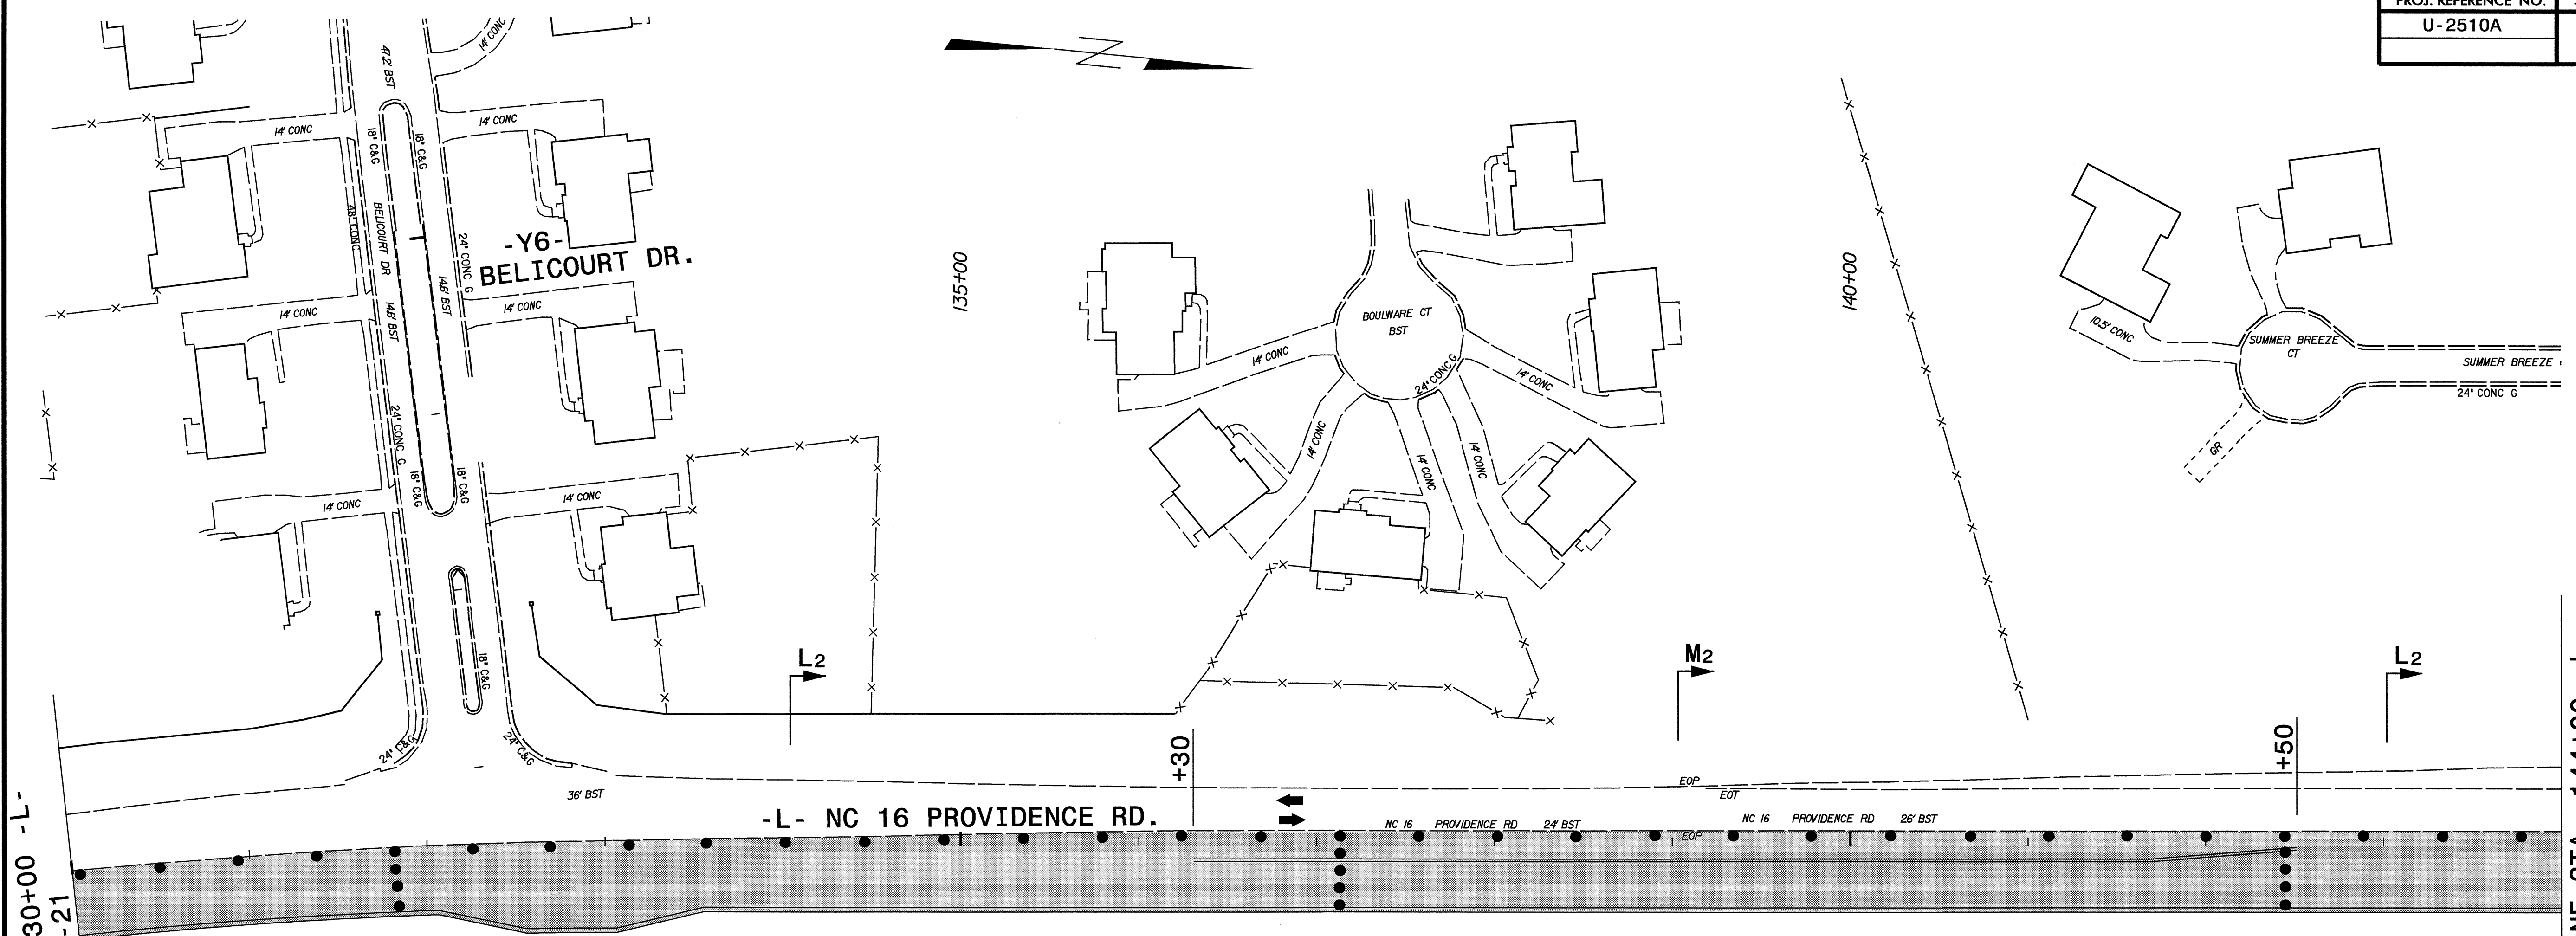 PROJ. REFERENCE NO.
U-2510A
47.2' BST
14' CONC
14' CONC
14' CONC
18" C&G
18" C&G
48" CONC
BELICOURT DR
24" CONC G
-Y6-
BELICOURT DR.
14.6' BST
14.6' BST
14' CONC
14' CONC
24" CONC G
18" C&G
18" C&G
14' CONC
14' CONC
18" C&G
24" C&G
24" C&G
36' BST
135+00
140+00
BOULWARE CT
BST
24" CONC G
14' CONC
14' CONC
14' CONC
14' CONC
14' CONC
10.5' CONC
SUMMER BREEZE
CT
SUMMER BREEZE
24" CONC G
GR
L2
M2
L2
+30
+50
EOP
EOT
-L- NC 16 PROVIDENCE RD.
NC 16 PROVIDENCE RD 24' BST
EOP
NC 16 PROVIDENCE RD 26' BST
30+00 -L-
-21